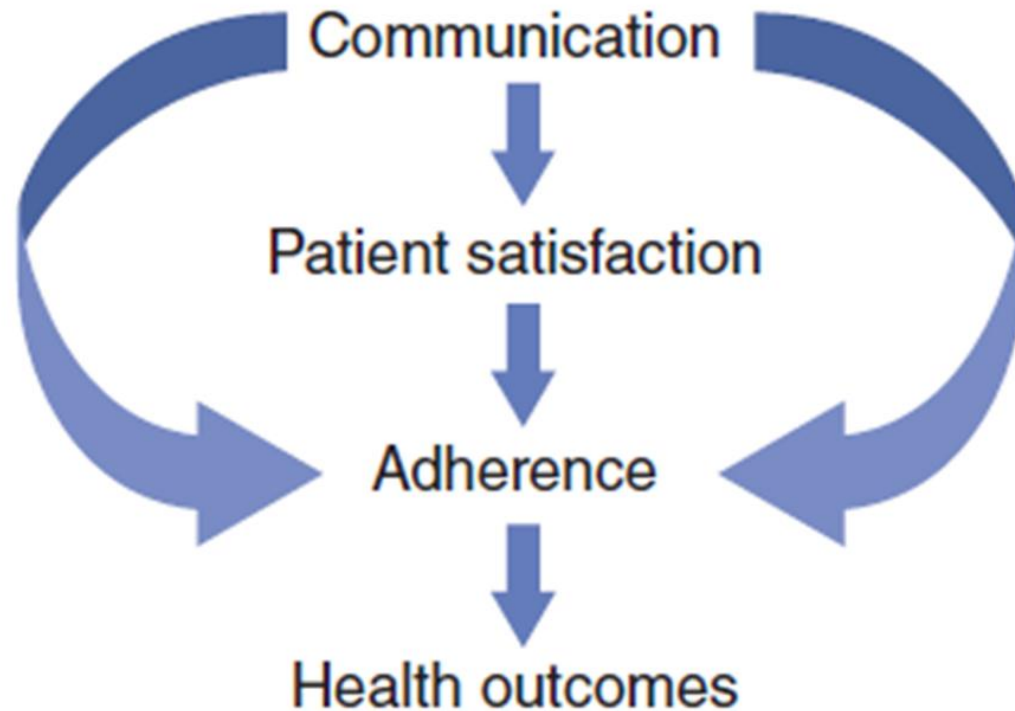 Communication
Patient satisfaction
Adherence
Health outcomes